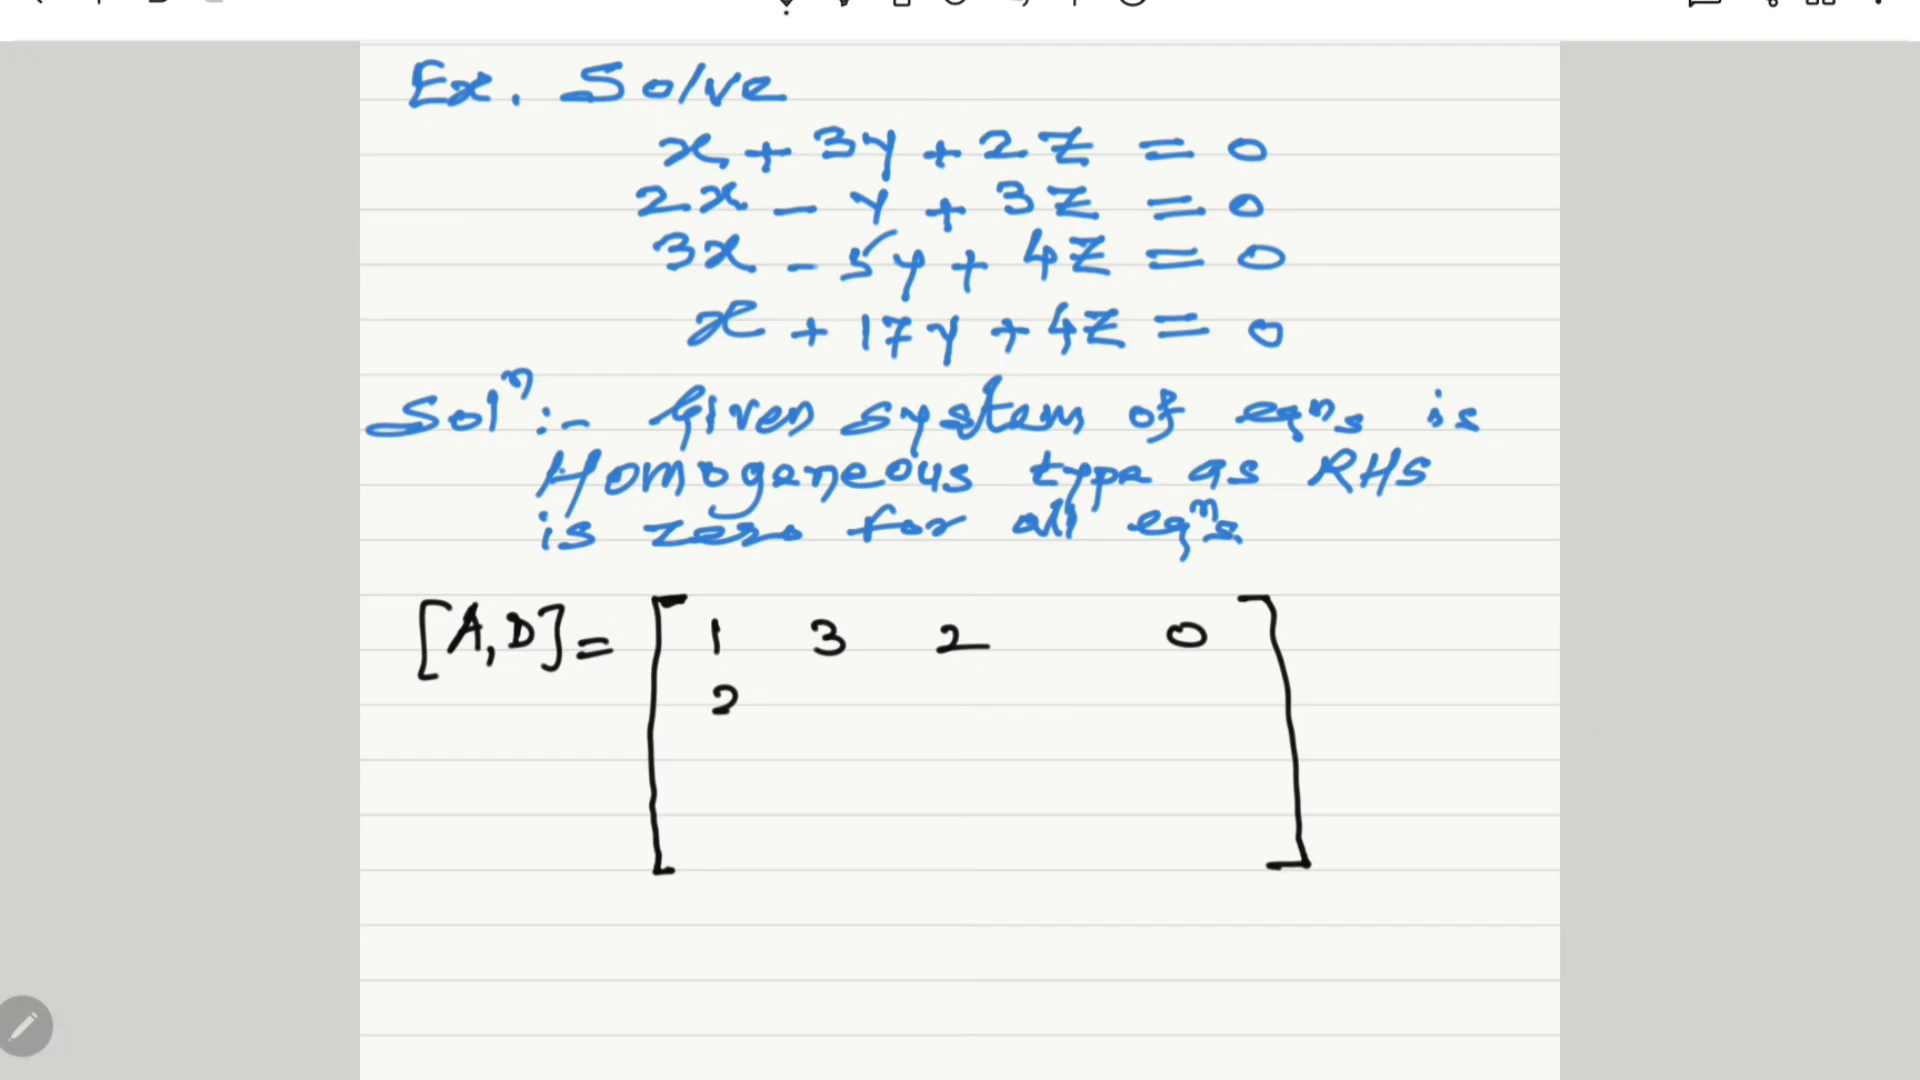 Ex. Solve
x + 3y + 2z = 0
2x - y + 3z = 0
3x - 5y + 4z = 0
x + 17y + 4z = 0
Solⁿ:- Given system of eqⁿs is
Homogeneous type as RHS
is zero for all eqⁿs.
[A,D] = [ 1 3 2 0 ]
2